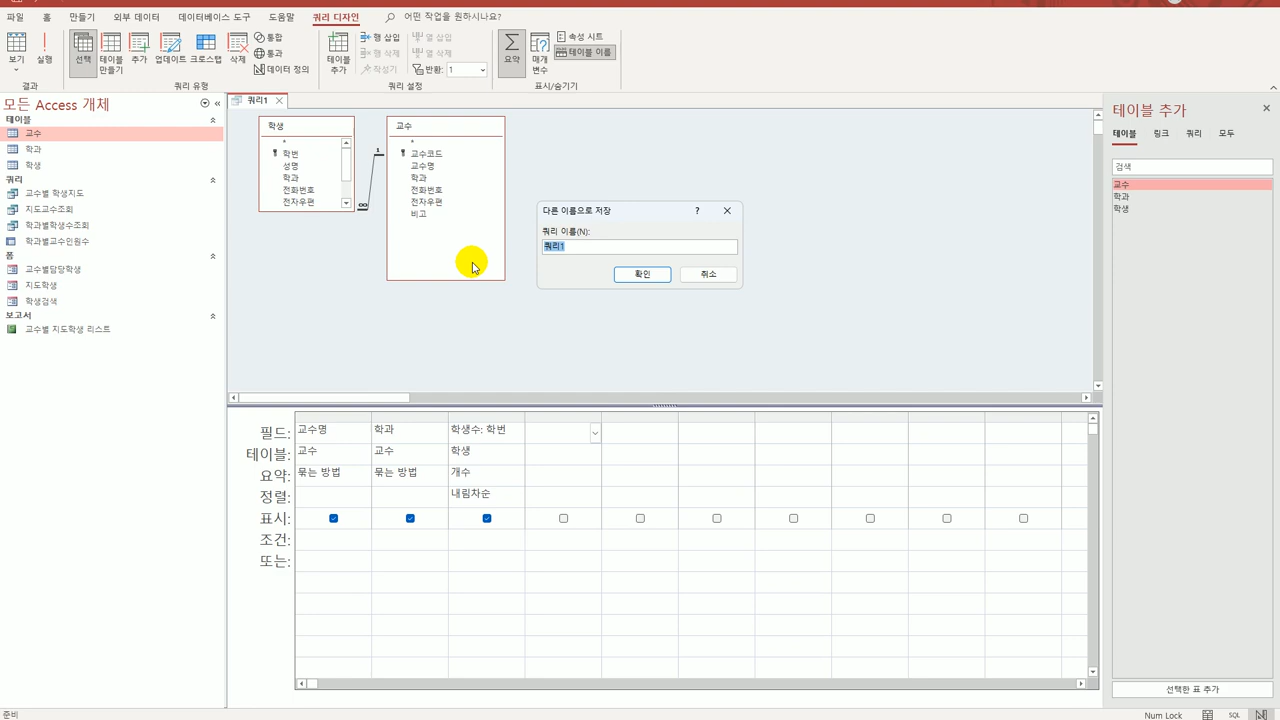 파일 홈 만들기 외부 데이터 데이터베이스 도구 도움말 쿼리 디자인 어떤 작업을 원하시나요?
보기 실행 선택 테이블 만들기 추가 업데이트 크로스탭 삭제 통합 통과 데이터 정의 테이블 추가 행 삽입 행 삭제 작성기 열 삽입 열 삭제 반환: 1 요약 매개 변수 속성 시트 테이블 이름
결과 쿼리 유형 쿼리 설정 표시/숨기기
모든 Access 개체
테이블
교수
학과
학생
쿼리
교수별 학생지도
지도교수조회
학과별학생수조회
학과별교수인원수
폼
교수별담당학생
지도학생
학생검색
보고서
교수별 지도학생 리스트
쿼리1
학생
*
학번
성명
학과
전화번호
전자우편
1
∞
교수
*
교수코드
교수명
학과
전화번호
전자우편
비고
다른 이름으로 저장 ?
쿼리 이름(N):
쿼리1
확인 취소
필드: 교수명 학과 학생수: 학번
테이블: 교수 교수 학생
요약: 묶는 방법 묶는 방법 개수
정렬: 내림차순
표시:
조건:
또는:
테이블 추가
테이블 링크 쿼리 모두
검색
교수
학과
학생
선택한 표 추가
준비
Num Lock SQL